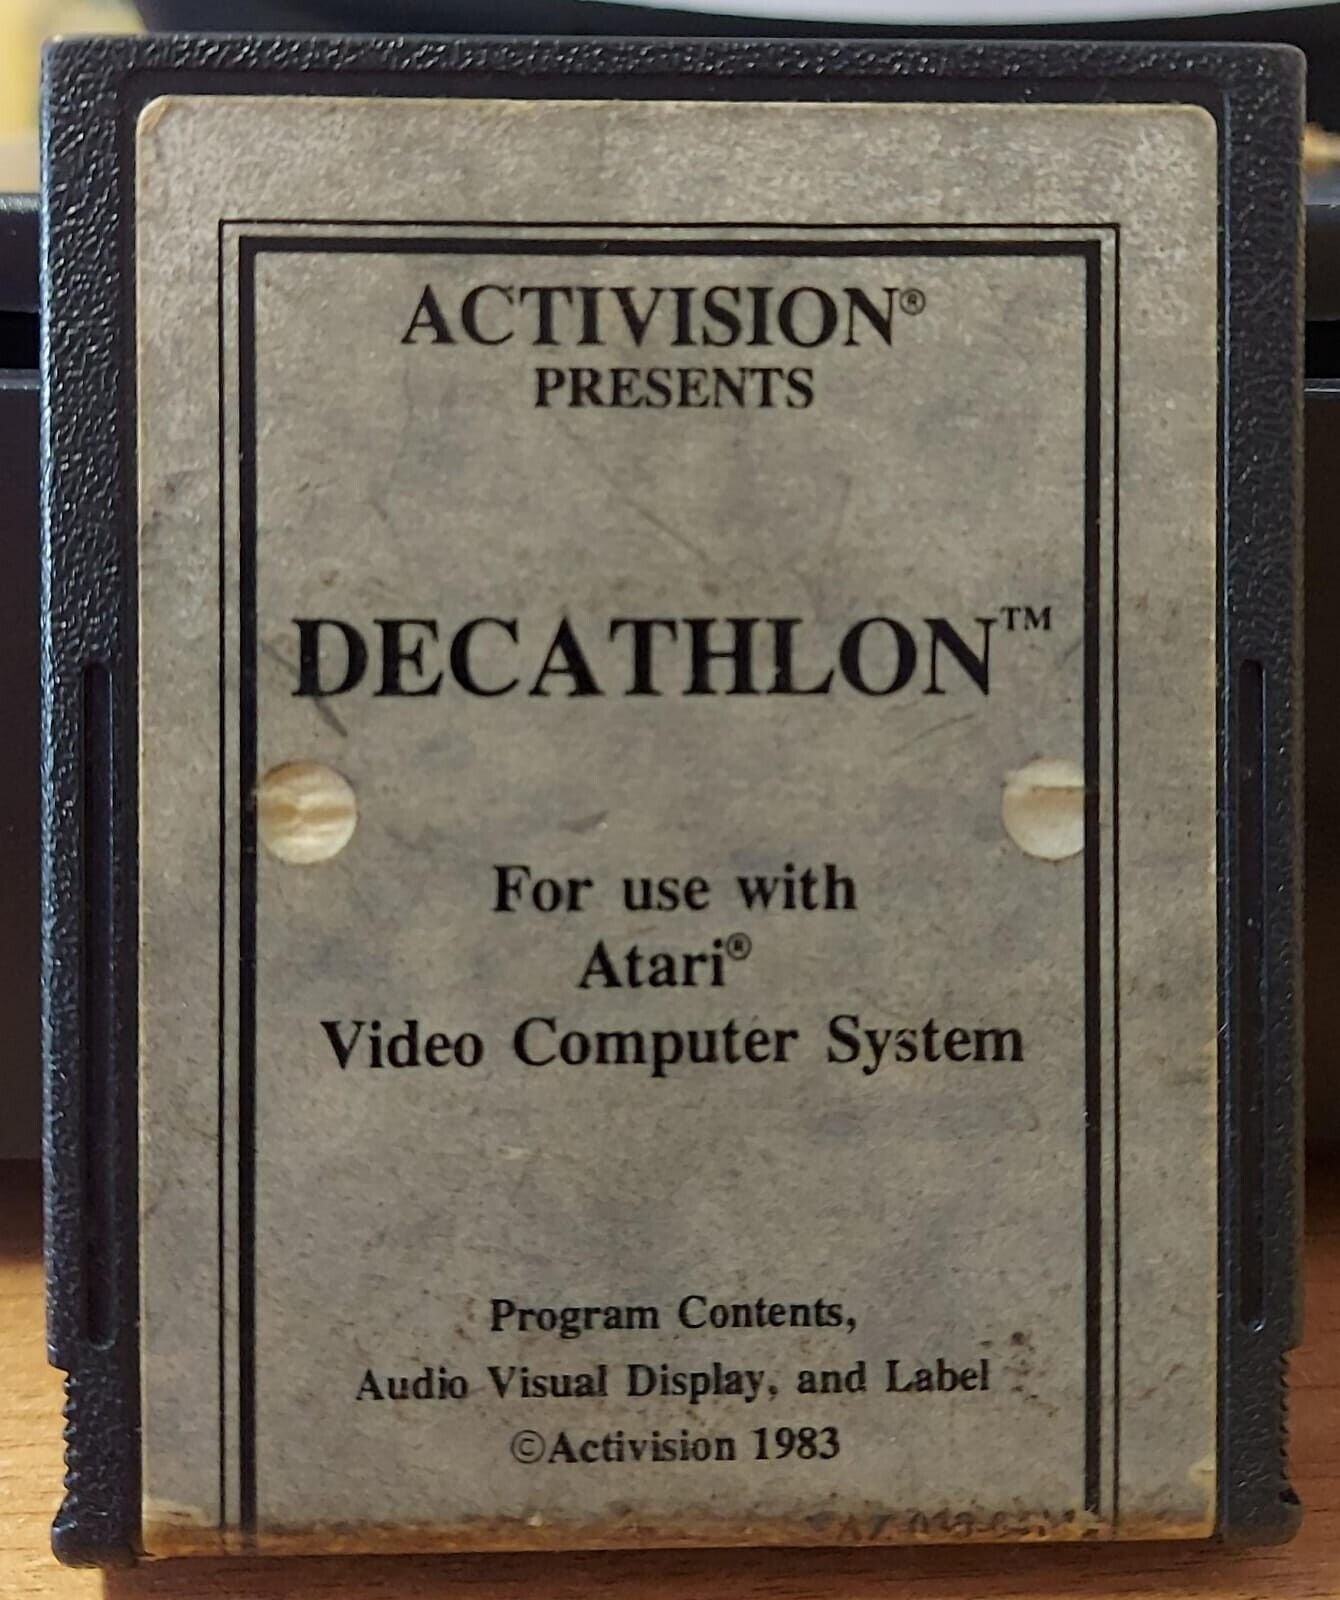 ACTIVISION®
PRESENTS
DECATHLON™
For use with
Atari®
Video Computer System
Program Contents,
Audio Visual Display, and Label
©Activision 1983